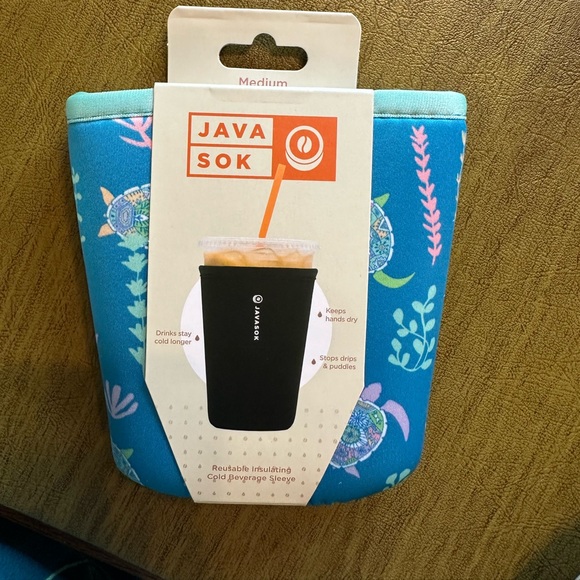 Medium
JAVA
SOK
JAVASOK
Keeps
hands dry
Drinks stay
cold longer
Stops drips
& puddles
Reusable Insulating
Cold Beverage Sleeve